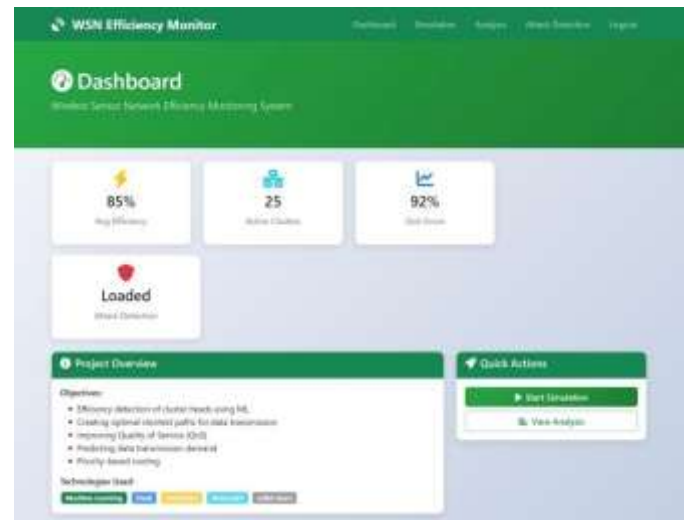 WSN Efficiency Monitor
Dashboard Simulation Analysis Attack Detection Logout
Dashboard
Wireless Sensor Network Efficiency Monitoring System
85%
Avg Efficiency
25
Active Clusters
92%
QoS Score
Loaded
Attack Detection
Project Overview
Objectives:
Efficiency detection of cluster heads using ML
Creating optimal shortest paths for data transmission
Improving Quality of Service (QoS)
Predicting data transmission demand
Priority-based routing
Technologies Used:
Machine Learning Flask
Quick Actions
Start Simulation
View Analysis